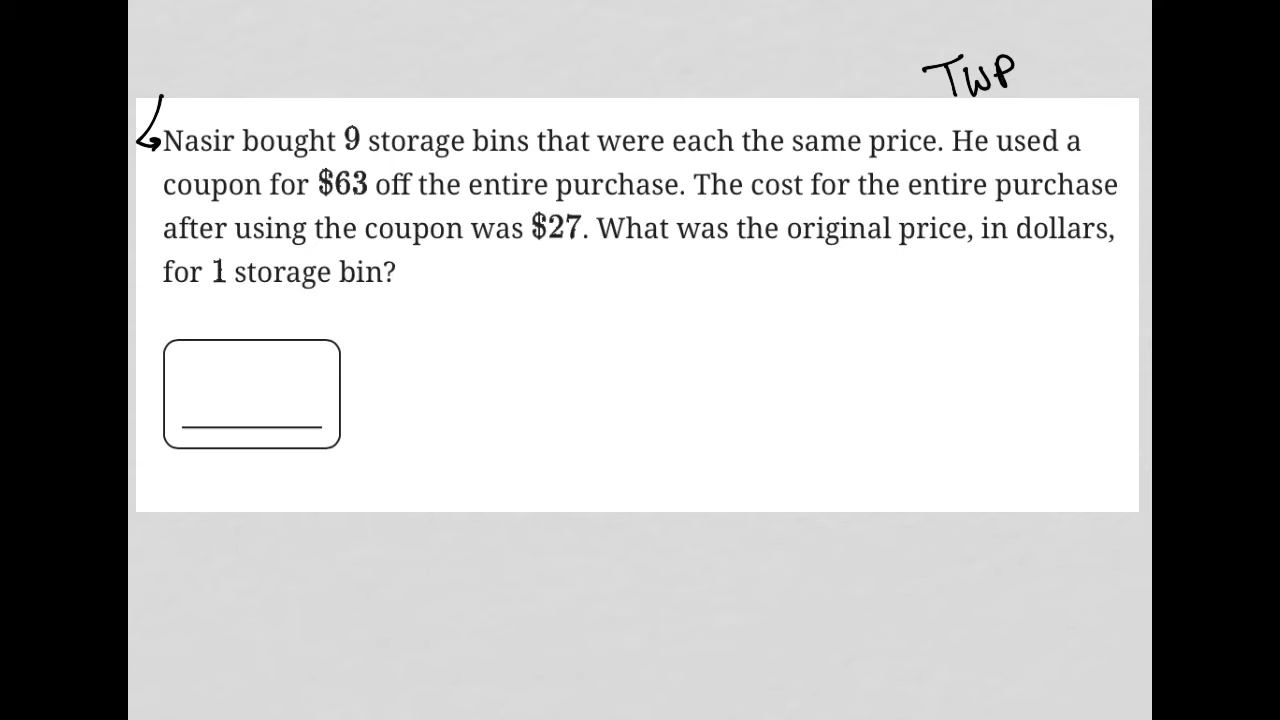 TWP
Nasir bought 9 storage bins that were each the same price. He used a
coupon for $63 off the entire purchase. The cost for the entire purchase
after using the coupon was $27. What was the original price, in dollars,
for 1 storage bin?